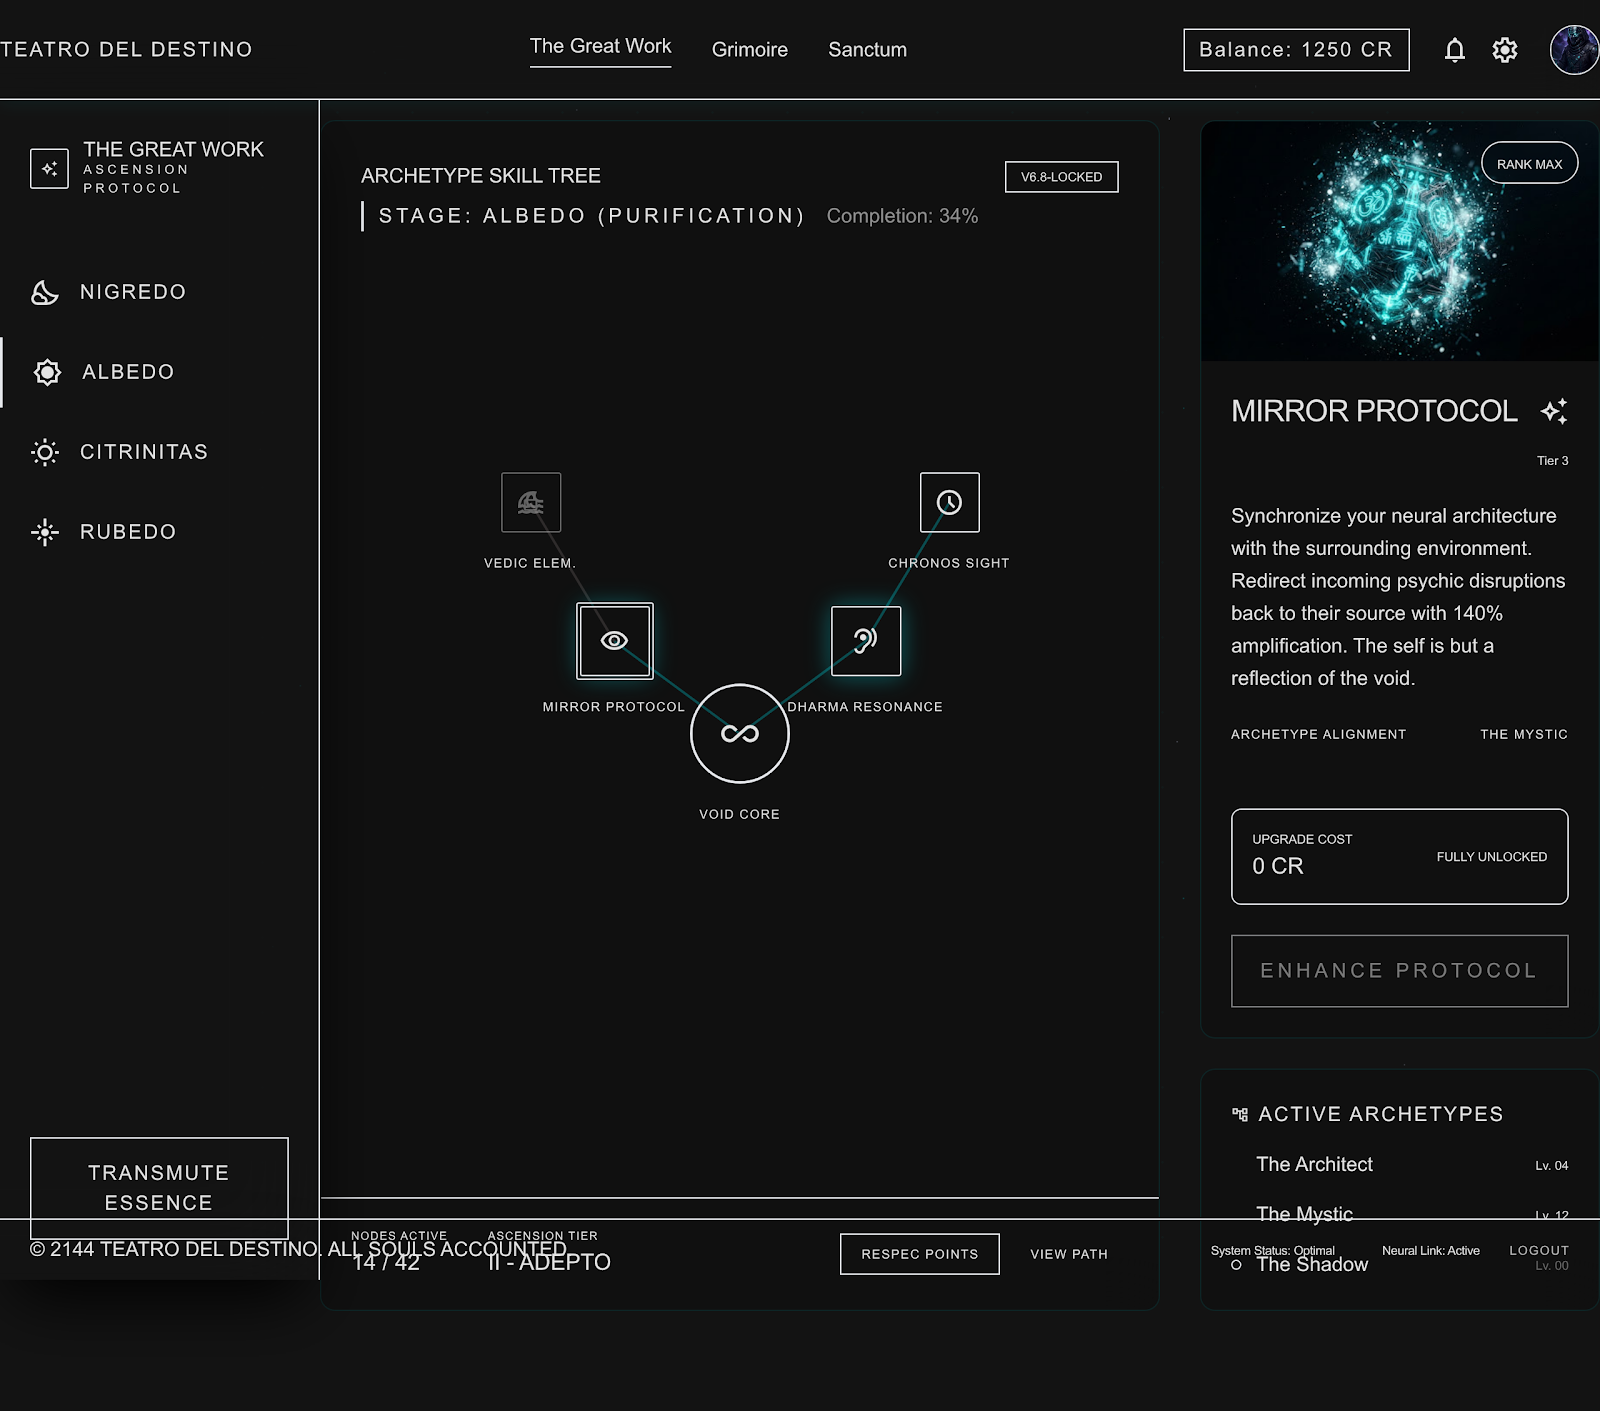 TEATRO DEL DESTINO
The Great Work
Grimoire
Sanctum
Balance: 1250 CR
THE GREAT WORK
ASCENSION
PROTOCOL
NIGREDO
ALBEDO
CITRINITAS
RUBEDO
TRANSMUTE
ESSENCE
ARCHETYPE SKILL TREE
V6.8-LOCKED
STAGE: ALBEDO (PURIFICATION)
Completion: 34%
VEDIC ELEM.
CHRONOS SIGHT
MIRROR PROTOCOL
DHARMA RESONANCE
VOID CORE
NODES ACTIVE
14 / 42
ASCENSION TIER
II - ADEPTO
RESPEC POINTS
VIEW PATH
RANK MAX
MIRROR PROTOCOL
Tier 3
Synchronize your neural architecture
with the surrounding environment.
Redirect incoming psychic disruptions
back to their source with 140%
amplification. The self is but a
reflection of the void.
ARCHETYPE ALIGNMENT
THE MYSTIC
UPGRADE COST
0 CR
FULLY UNLOCKED
ENHANCE PROTOCOL
ACTIVE ARCHETYPES
The Architect
Lv. 04
The Mystic
Lv. 12
The Shadow
Lv. 00
© 2144 TEATRO DEL DESTINO. ALL SOULS ACCOUNTED.
System Status: Optimal
Neural Link: Active
LOGOUT